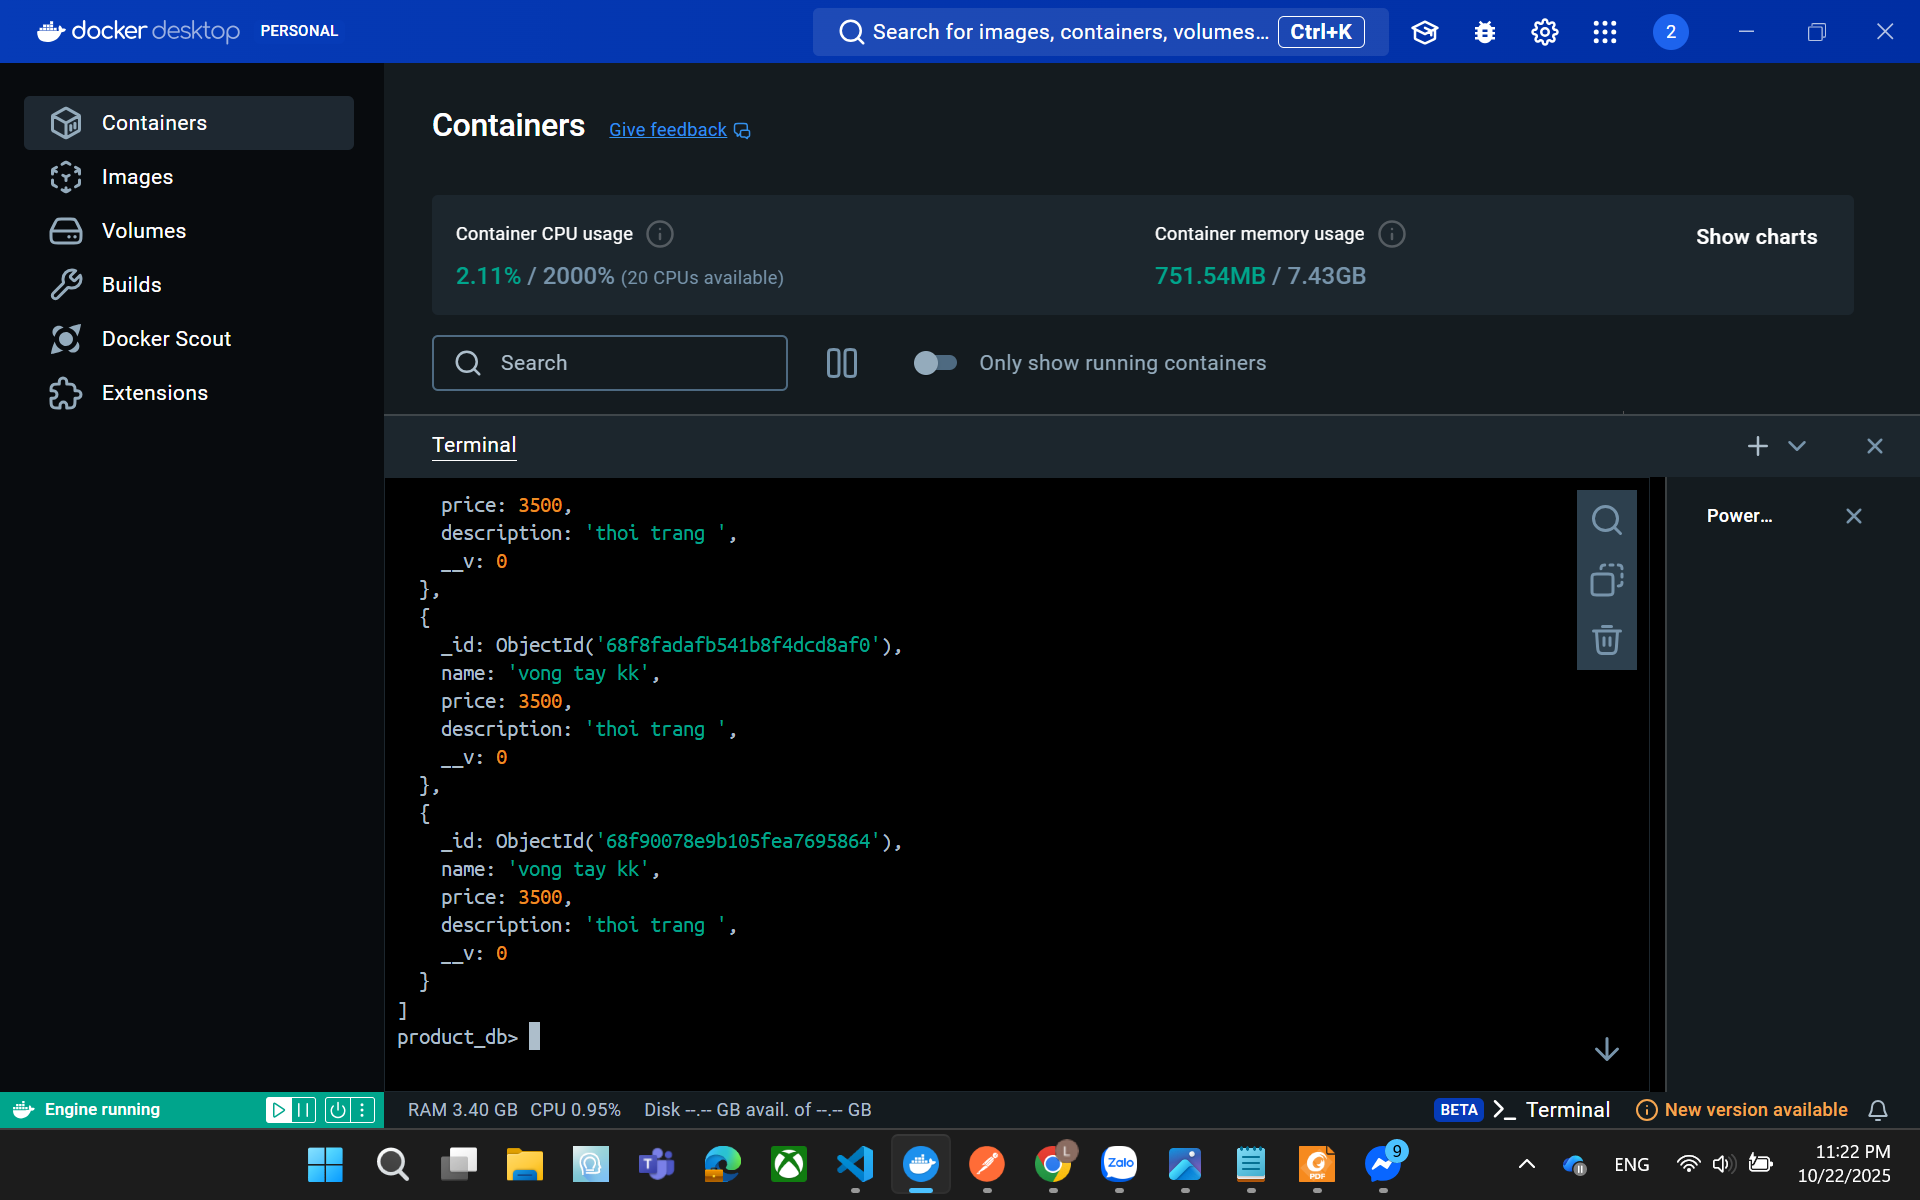 docker desktop PERSONAL
Search for images, containers, volumes... Ctrl+K
2
Containers
Images
Volumes
Builds
Docker Scout
Extensions
Containers Give feedback
Container CPU usage
2.11% / 2000% (20 CPUs available)
Container memory usage
751.54MB / 7.43GB
Show charts
Search
Only show running containers
Terminal
price: 3500,
description: 'thoi trang ',
__v: 0
},
{
_id: ObjectId('68f8fadafb541b8f4dcd8af0'),
name: 'vong tay kk',
price: 3500,
description: 'thoi trang ',
__v: 0
},
{
_id: ObjectId('68f90078e9b105fea7695864'),
name: 'vong tay kk',
price: 3500,
description: 'thoi trang ',
__v: 0
}
]
product_db>
Power...
Engine running
RAM 3.40 GB CPU 0.95% Disk --.-- GB avail. of --.-- GB
BETA Terminal New version available
L
Zalo
PDF
9
ENG
11:22 PM
10/22/2025